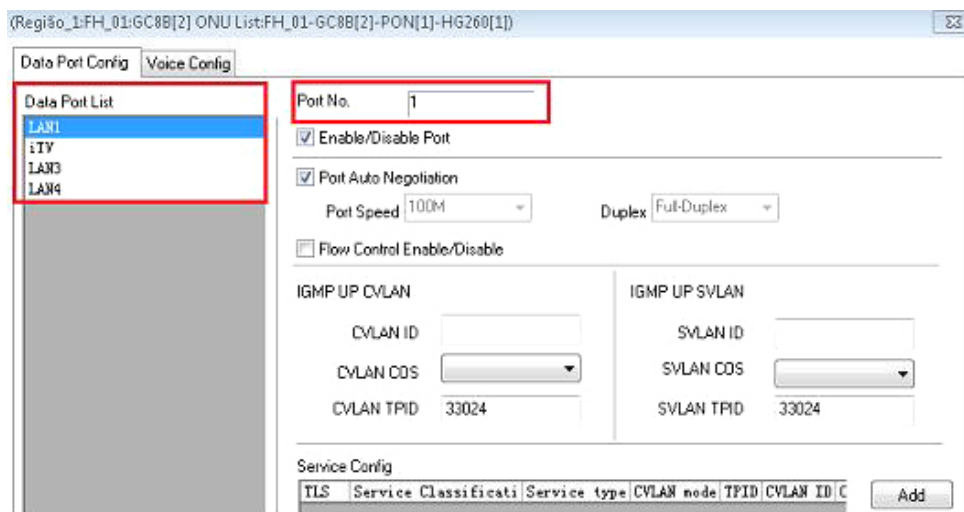 (Região_1:FH_01:GC8B[2] ONU List:FH_01-GC8B[2]-PON[1]-HG260[1])
Data Port Config Voice Config
Data Port List
LAN1
iTV
LAN3
LAN4
Port No. 1
Enable/Disable Port
Port Auto Negotiation
Port Speed 100M Duplex Full-Duplex
Flow Control Enable/Disable
IGMP UP CVLAN IGMP UP SVLAN
CVLAN ID SVLAN ID
CVLAN COS SVLAN COS
CVLAN TPID 33024 SVLAN TPID 33024
Service Config
TLS Service Classificati Service type CVLAN mode TPID CVLAN ID C Add